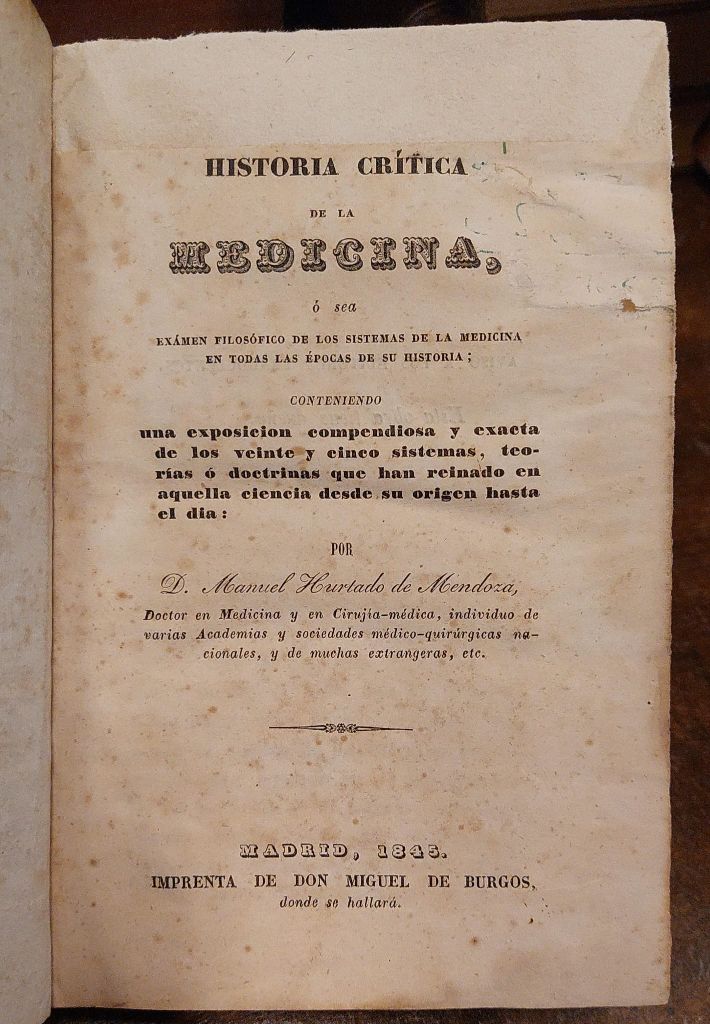 HISTORIA CRÍTICA
DE LA
MEDICINA,
ó sea
EXÁMEN FILOSÓFICO DE LOS SISTEMAS DE LA MEDICINA
EN TODAS LAS ÉPOCAS DE SU HISTORIA;
CONTENIENDO
una exposicion compendiosa y exacta
de los veinte y cinco sistemas, teo-
rías ó doctrinas que han reinado en
aquella ciencia desde su origen hasta
el dia:
POR
D. Manuel Hurtado de Mendoza,
Doctor en Medicina y en Cirujía-médica, individuo de
varias Academias y sociedades médico-quirúrgicas na-
cionales, y de muchas extrangeras, etc.
MADRID, 1845.
IMPRENTA DE DON MIGUEL DE BURGOS,
donde se hallará.